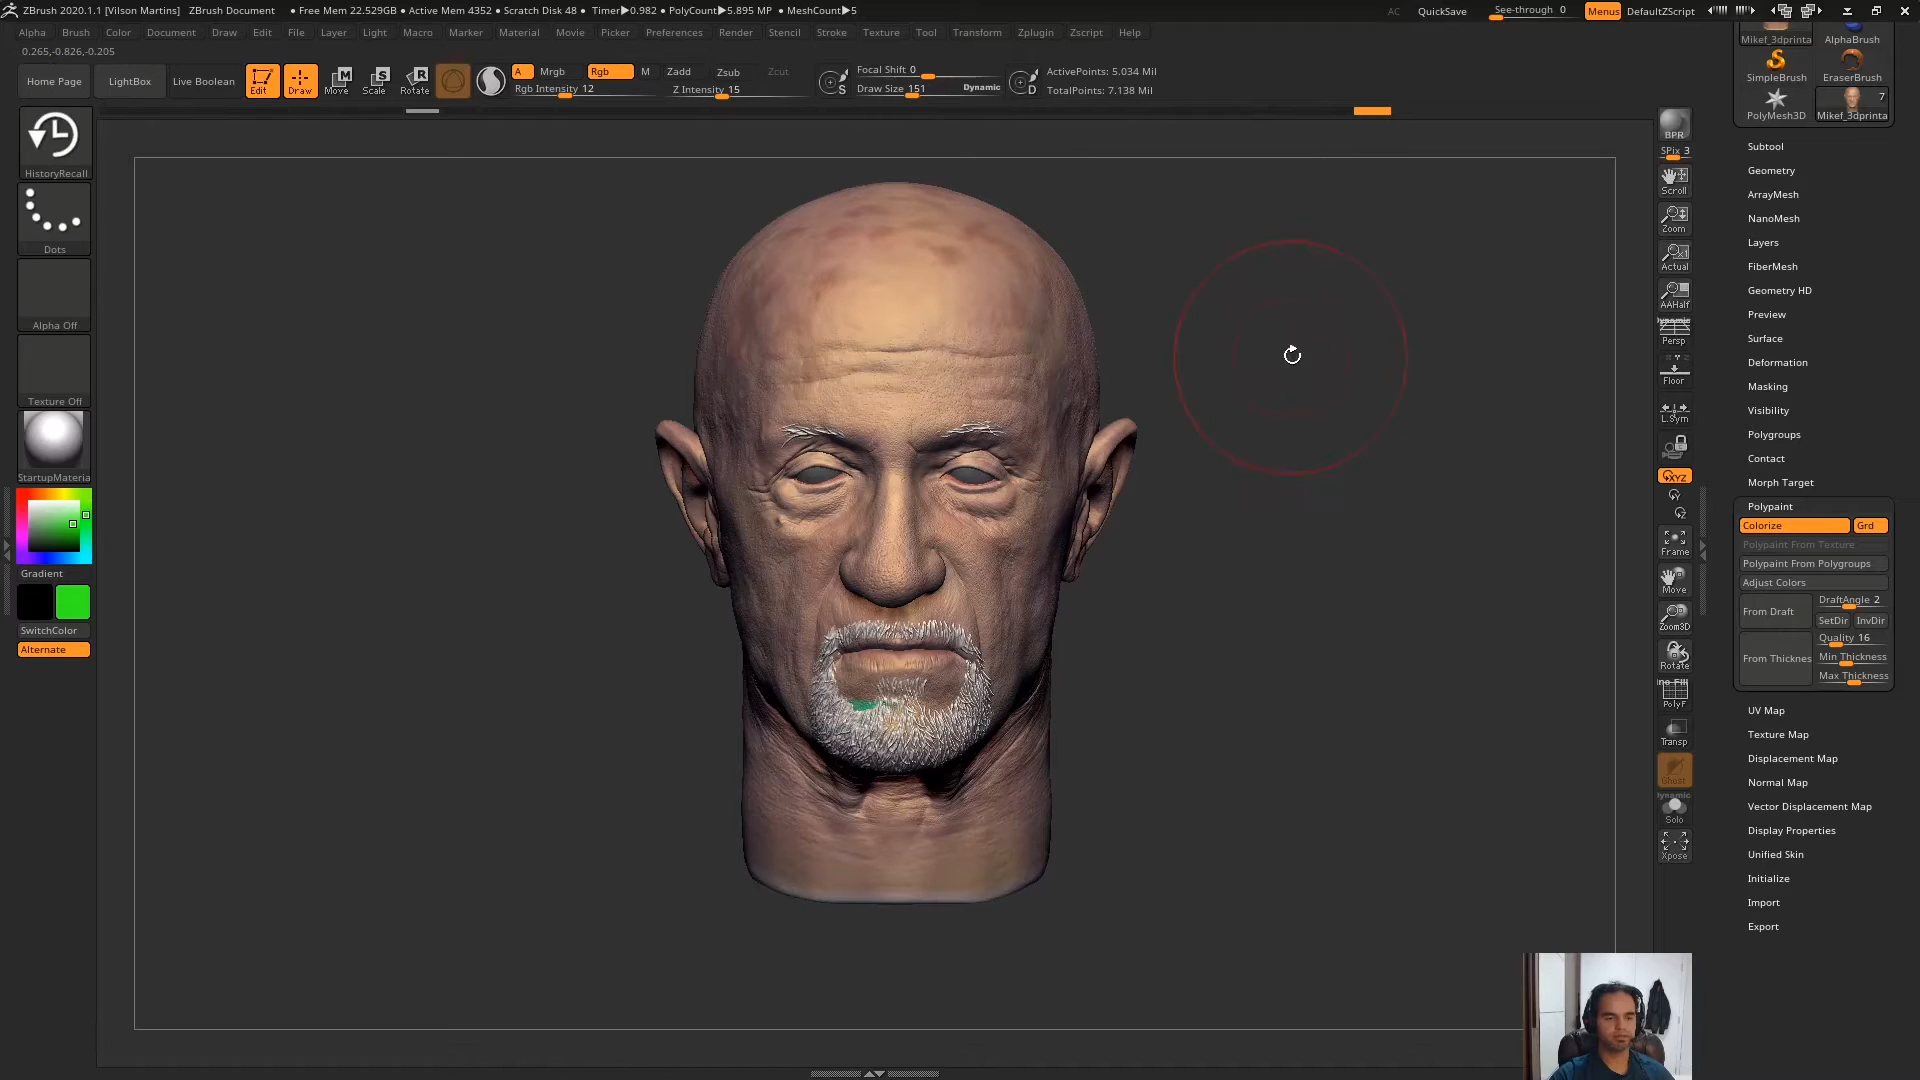 ZBrush 2020.1.1 [Vilson Martins] ZBrush Document • Free Mem 22.529GB • Active Mem 4352 • Scratch Disk 48 • Timer▶0.982 • PolyCount▶5.895 MP • MeshCount▶5 AC QuickSave See-through 0 Menus DefaultZScript
Alpha Brush Color Document Draw Edit File Layer Light Macro Marker Material Movie Picker Preferences Render Stencil Stroke Texture Tool Transform Zplugin Zscript Help
0.265,-0.826,-0.205
Home Page LightBox Live Boolean Edit Draw Move Scale Rotate
A Mrgb Rgb M Zadd Zsub Zcut
Rgb Intensity 12 Z Intensity 15
Focal Shift 0
Draw Size 151 Dynamic
ActivePoints: 5.034 Mil
TotalPoints: 7.138 Mil
HistoryRecall
Dots
Alpha Off
Texture Off
StartupMateria
Gradient
SwitchColor
Alternate
BPR
SPix 3
Scroll
Zoom
Actual
AAHalf
Dynamic
Persp
Floor
L.Sym
XYZ
Y
Z
Frame
Move
Zoom3D
Rotate
PolyF
Transp
Ghost
Dynamic
Solo
Xpose
Mikef_3dprinta AlphaBrush
SimpleBrush EraserBrush
7
PolyMesh3D Mikef_3dprinta
Subtool
Geometry
ArrayMesh
NanoMesh
Layers
FiberMesh
Geometry HD
Preview
Surface
Deformation
Masking
Visibility
Polygroups
Contact
Morph Target
Polypaint
Colorize Grd
Polypaint From Texture
Polypaint From Polygroups
Adjust Colors
From Draft DraftAngle 2
SetDir InvDir
Quality 16
From Thicknes Min Thickness
Max Thickness
UV Map
Texture Map
Displacement Map
Normal Map
Vector Displacement Map
Display Properties
Unified Skin
Initialize
Import
Export